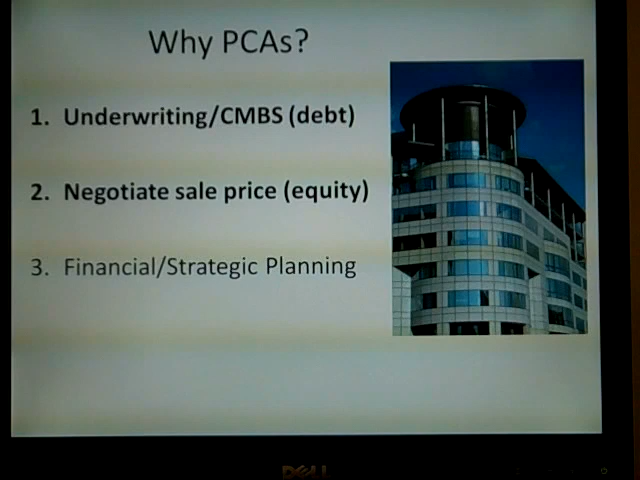 Why PCAs?
1. Underwriting/CMBS (debt)
2. Negotiate sale price (equity)
3. Financial/Strategic Planning
DELL